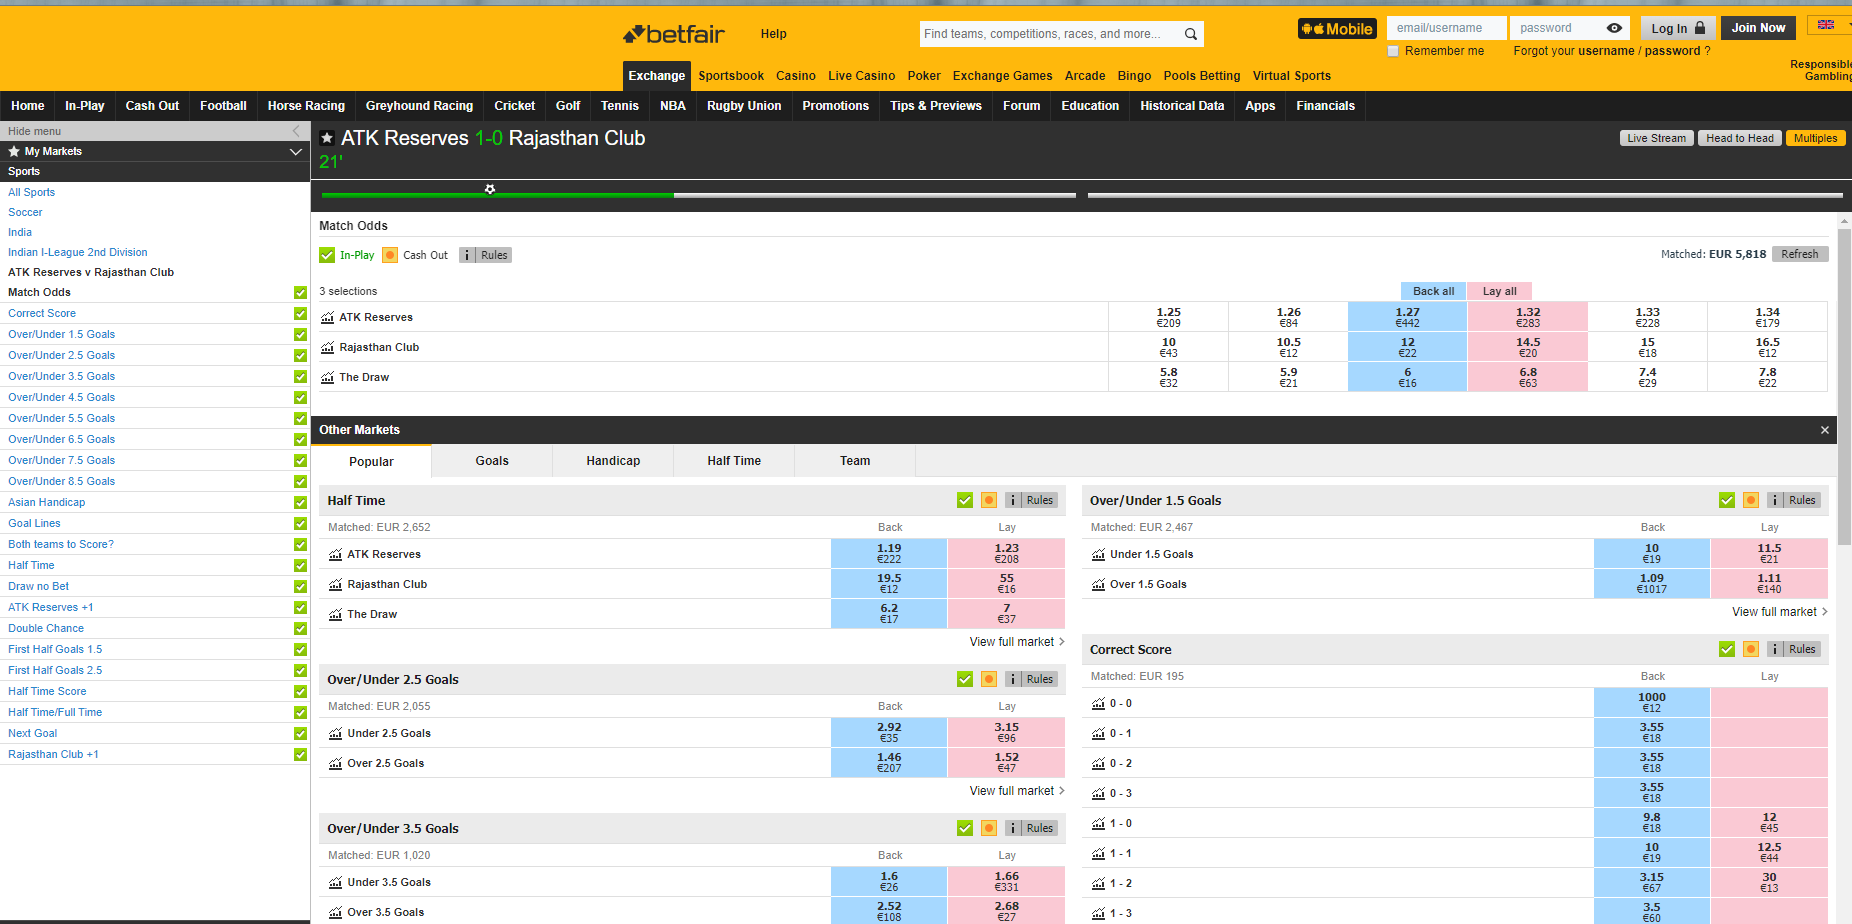 betfair
Help
Find teams, competitions, races, and more...
Mobile
email/username
password
Log In
Join Now
Remember me
Forgot your username / password ?
Responsible
Gambling
Exchange Sportsbook Casino Live Casino Poker Exchange Games Arcade Bingo Pools Betting Virtual Sports
Home In-Play Cash Out Football Horse Racing Greyhound Racing Cricket Golf Tennis NBA Rugby Union Promotions Tips & Previews Forum Education Historical Data Apps Financials
Hide menu
My Markets
Sports
All Sports
Soccer
India
Indian I-League 2nd Division
ATK Reserves v Rajasthan Club
Match Odds
Correct Score
Over/Under 1.5 Goals
Over/Under 2.5 Goals
Over/Under 3.5 Goals
Over/Under 4.5 Goals
Over/Under 5.5 Goals
Over/Under 6.5 Goals
Over/Under 7.5 Goals
Over/Under 8.5 Goals
Asian Handicap
Goal Lines
Both teams to Score?
Half Time
Draw no Bet
ATK Reserves +1
Double Chance
First Half Goals 1.5
First Half Goals 2.5
Half Time Score
Half Time/Full Time
Next Goal
Rajasthan Club +1
ATK Reserves 1-0 Rajasthan Club
21'
Live Stream Head to Head Multiples
Match Odds
In-Play Cash Out i Rules
Matched: EUR 5,818 Refresh
3 selections Back all Lay all
ATK Reserves 1.25 1.26 1.27 1.32 1.33 1.34
€209 €84 €442 €283 €228 €179
Rajasthan Club 10 10.5 12 14.5 15 16.5
€43 €12 €22 €20 €18 €12
The Draw 5.8 5.9 6 6.8 7.4 7.8
€32 €21 €16 €63 €29 €22
Other Markets ×
Popular Goals Handicap Half Time Team
Half Time i Rules
Matched: EUR 2,652 Back Lay
ATK Reserves 1.19 1.23
€222 €208
Rajasthan Club 19.5 55
€12 €16
The Draw 6.2 7
€17 €37
View full market
Over/Under 2.5 Goals i Rules
Matched: EUR 2,055 Back Lay
Under 2.5 Goals 2.92 3.15
€35 €96
Over 2.5 Goals 1.46 1.52
€207 €47
View full market
Over/Under 3.5 Goals i Rules
Matched: EUR 1,020 Back Lay
Under 3.5 Goals 1.6 1.66
€26 €331
Over 3.5 Goals 2.52 2.68
€108 €27
Over/Under 1.5 Goals i Rules
Matched: EUR 2,467 Back Lay
Under 1.5 Goals 10 11.5
€19 €21
Over 1.5 Goals 1.09 1.11
€1017 €140
View full market
Correct Score i Rules
Matched: EUR 195 Back Lay
0 - 0 1000
€12
0 - 1 3.55
€18
0 - 2 3.55
€18
0 - 3 3.55
€18
1 - 0 9.8 12
€18 €45
1 - 1 10 12.5
€19 €44
1 - 2 3.15 30
€67 €13
1 - 3 3.5
€60